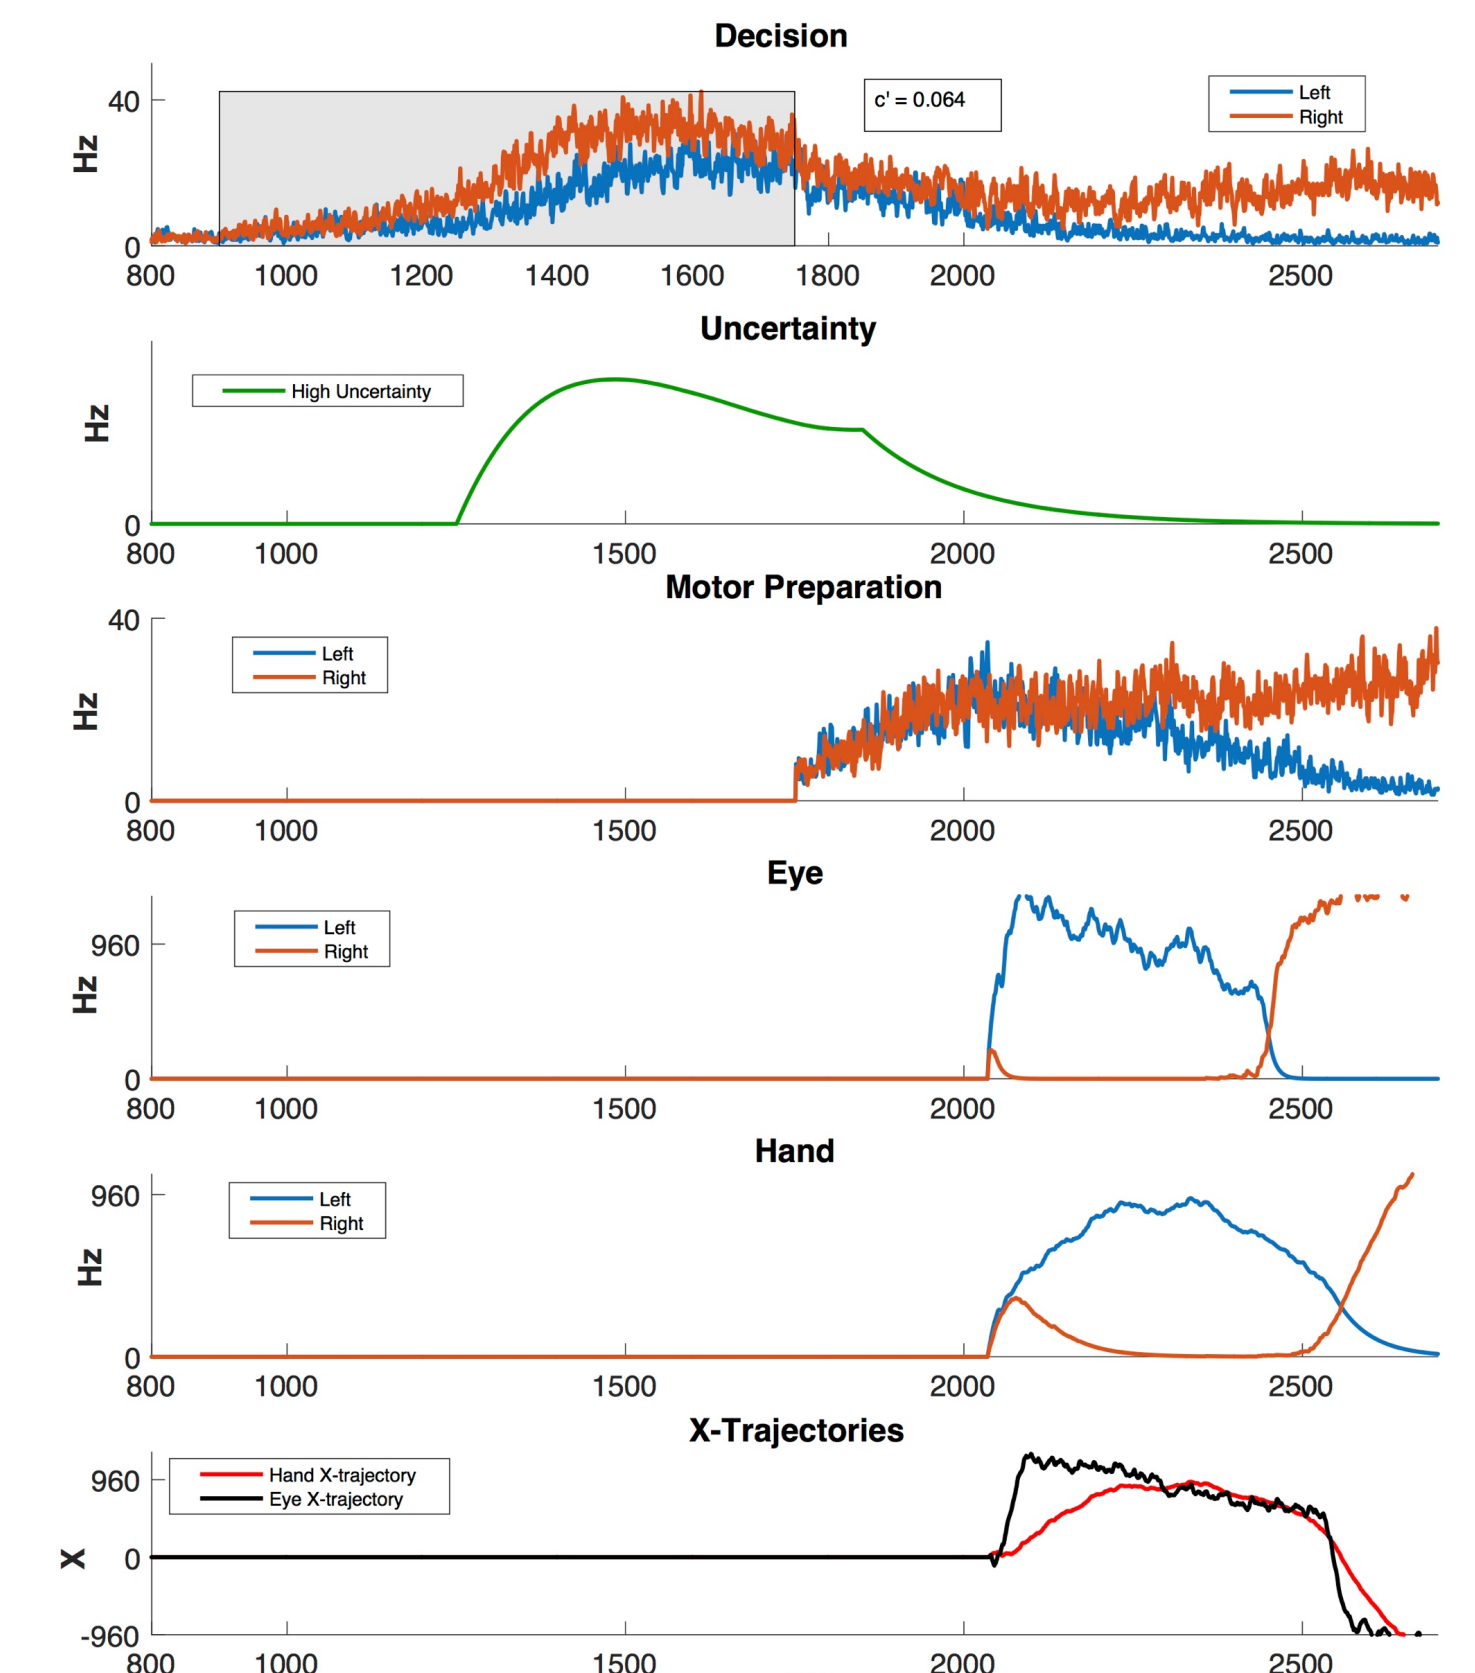 Decision
40
Hz
0
c' = 0.064
Left
Right
800 1000 1200 1400 1600 1800 2000 2500
Uncertainty
High Uncertainty
Hz
0
800 1000 1500 2000 2500
Motor Preparation
40
Left
Right
Hz
0
800 1000 1500 2000 2500
Eye
Left
Right
960
Hz
0
800 1000 1500 2000 2500
Hand
960
Left
Right
Hz
0
800 1000 1500 2000 2500
X-Trajectories
Hand X-trajectory
Eye X-trajectory
960
X
0
-960
800 1000 1500 2000 2500